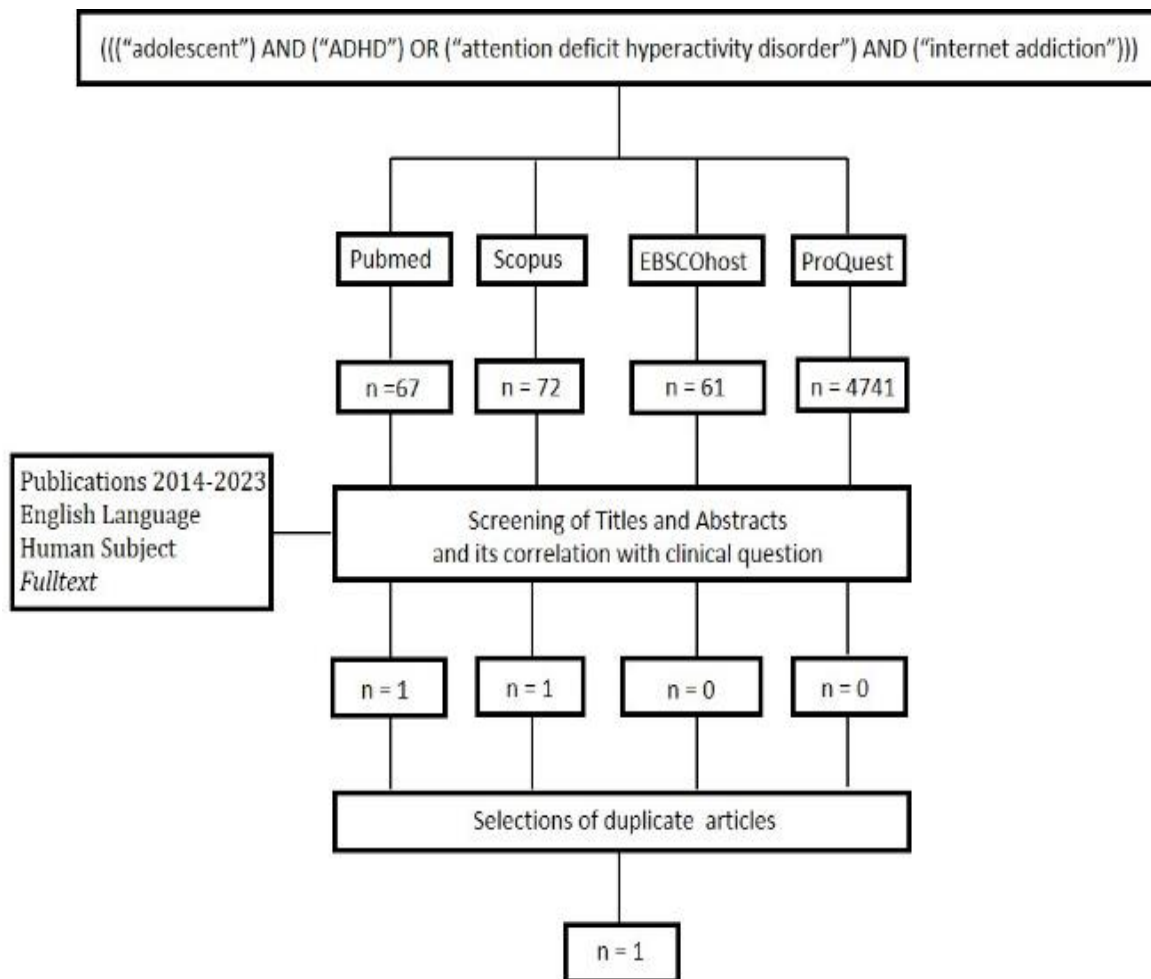 (((“adolescent”) AND (“ADHD”) OR (“attention deficit hyperactivity disorder”) AND (“internet addiction”)))
Pubmed
Scopus
EBSCOhost
ProQuest
n =67
n = 72
n = 61
n = 4741
Publications 2014-2023
English Language
Human Subject
Fulltext
Screening of Titles and Abstracts
and its correlation with clinical question
n = 1
n = 1
n = 0
n = 0
Selections of duplicate articles
n = 1